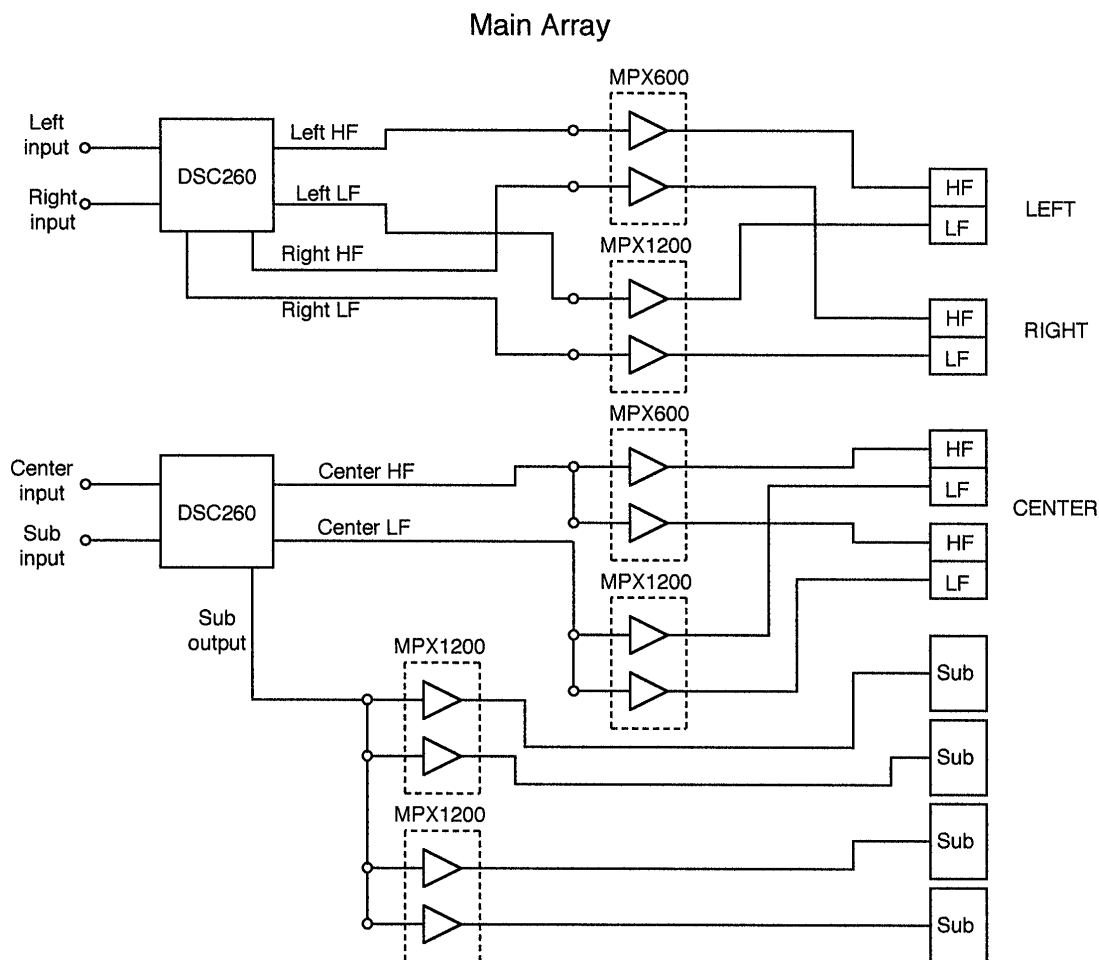 Main Array
MPX600
Left
input
Right
input
DSC260
Left HF
Left LF
Right HF
Right LF
HF
LF
LEFT
MPX1200
HF
LF
RIGHT
MPX600
Center
input
Sub
input
DSC260
Center HF
Center LF
HF
LF
CENTER
HF
LF
MPX1200
Sub
output
MPX1200
Sub
Sub
MPX1200
Sub
Sub